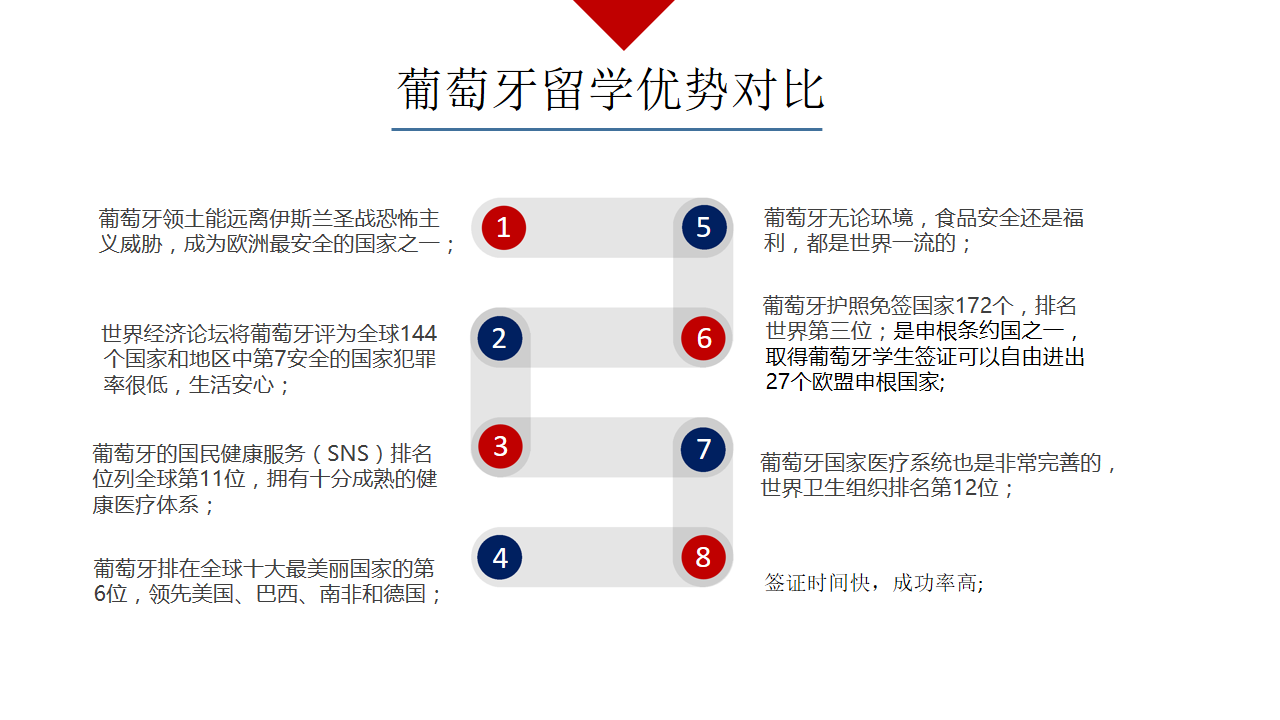 葡萄牙留学优势对比
1
葡萄牙领土能远离伊斯兰圣战恐怖主
义威胁，成为欧洲最安全的国家之一；
2
世界经济论坛将葡萄牙评为全球144
个国家和地区中第7安全的国家犯罪
率很低，生活安心；
3
葡萄牙的国民健康服务（SNS）排名
位列全球第11位，拥有十分成熟的健
康医疗体系；
4
葡萄牙排在全球十大最美丽国家的第
6位，领先美国、巴西、南非和德国；
5
葡萄牙无论环境，食品安全还是福
利，都是世界一流的；
6
葡萄牙护照免签国家172个，排名
世界第三位；是申根条约国之一，
取得葡萄牙学生签证可以自由进出
27个欧盟申根国家;
7
葡萄牙国家医疗系统也是非常完善的，
世界卫生组织排名第12位；
8
签证时间快，成功率高;